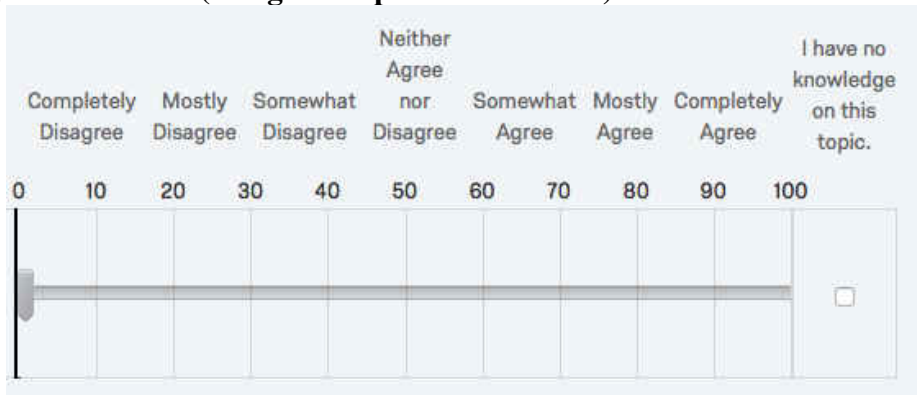 Neither
Agree
nor
Disagree
Completely Disagree
Mostly Disagree
Somewhat Disagree
Somewhat Agree
Mostly Agree
Completely Agree
I have no
knowledge
on this
topic.
0 10 20 30 40 50 60 70 80 90 100